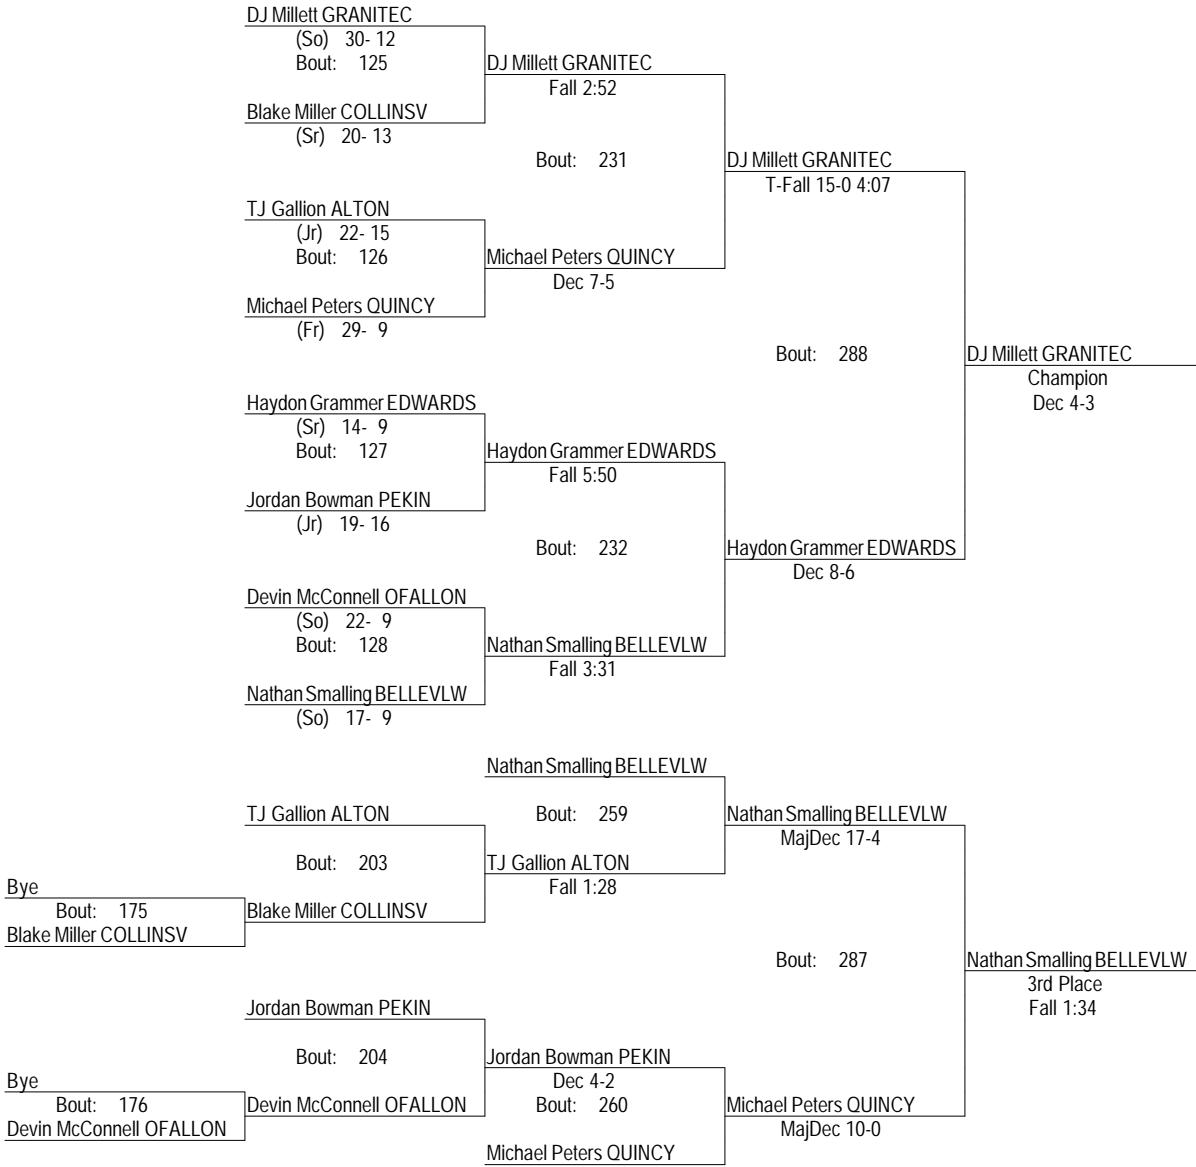 DJ Millett GRANITEC
(So) 30- 12
Bout: 125
DJ Millett GRANITEC
Fall 2:52
Blake Miller COLLINSV
(Sr) 20- 13
Bout: 231
DJ Millett GRANITEC
T-Fall 15-0 4:07
TJ Gallion ALTON
(Jr) 22- 15
Bout: 126
Michael Peters QUINCY
Dec 7-5
Michael Peters QUINCY
(Fr) 29- 9
Bout: 288
DJ Millett GRANITEC
Champion
Dec 4-3
Haydon Grammer EDWARDS
(Sr) 14- 9
Bout: 127
Haydon Grammer EDWARDS
Fall 5:50
Jordan Bowman PEKIN
(Jr) 19- 16
Bout: 232
Haydon Grammer EDWARDS
Dec 8-6
Devin McConnell OFALLON
(So) 22- 9
Bout: 128
Nathan Smalling BELLEVLW
Fall 3:31
Nathan Smalling BELLEVLW
(So) 17- 9
Nathan Smalling BELLEVLW
TJ Gallion ALTON
Bout: 259
Nathan Smalling BELLEVLW
MajDec 17-4
Bout: 203
TJ Gallion ALTON
Fall 1:28
Bye
Bout: 175
Blake Miller COLLINSV
Blake Miller COLLINSV
Bout: 287
Nathan Smalling BELLEVLW
3rd Place
Fall 1:34
Jordan Bowman PEKIN
Bout: 204
Jordan Bowman PEKIN
Dec 4-2
Bye
Bout: 176
Devin McConnell OFALLON
Devin McConnell OFALLON
Bout: 260
Michael Peters QUINCY
MajDec 10-0
Michael Peters QUINCY